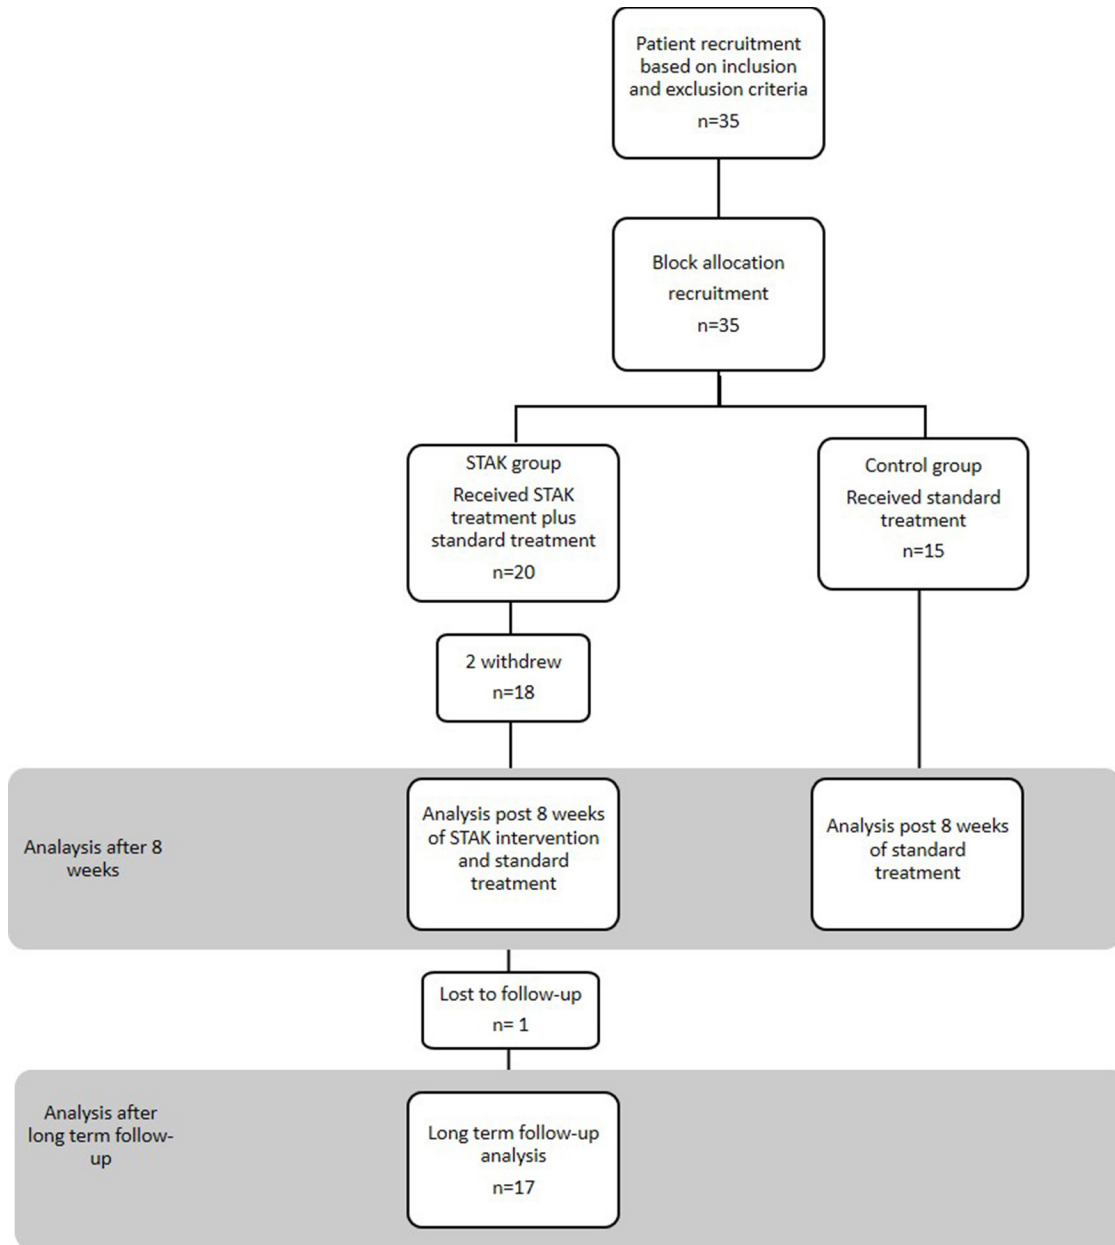 Patient recruitment
based on inclusion
and exclusion criteria
n=35
Block allocation
recruitment
n=35
STAK group
Received STAK
treatment plus
standard treatment
n=20
Control group
Received standard
treatment
n=15
2 withdrew
n=18
Analaysis after 8
weeks
Analysis post 8 weeks
of STAK intervention
and standard
treatment
Analysis post 8 weeks
of standard
treatment
Lost to follow-up
n= 1
Analysis after
long term follow-
up
Long term follow-up
analysis
n=17